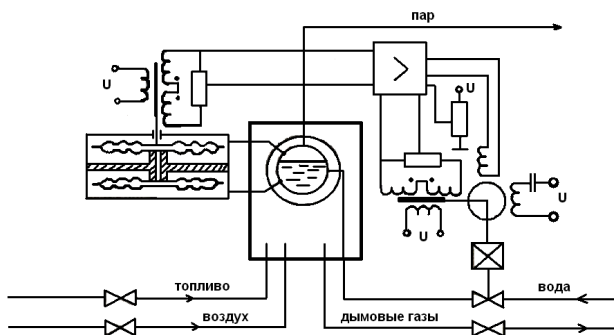 пар
U
U
U
U
топливо
вода
воздух
дымовые газы